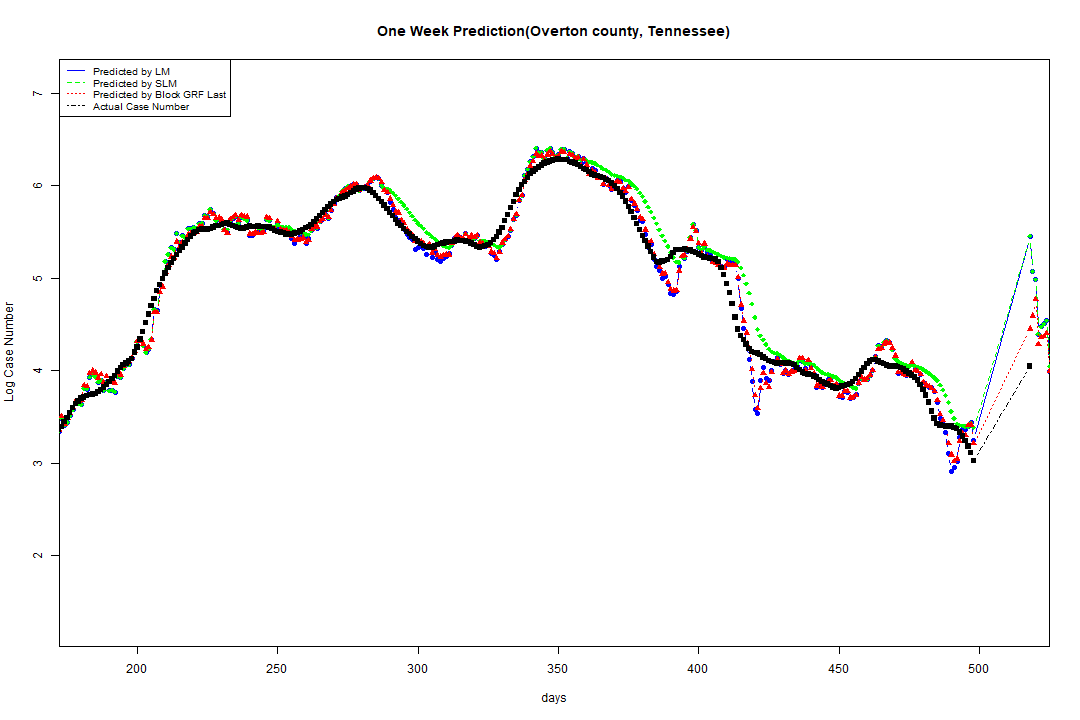 One Week Prediction(Overton county, Tennessee)
Predicted by LM
Predicted by SLM
Predicted by Block GRF Last
Actual Case Number
7
6
5
4
3
2
Log Case Number
200 250 300 350 400 450 500
days